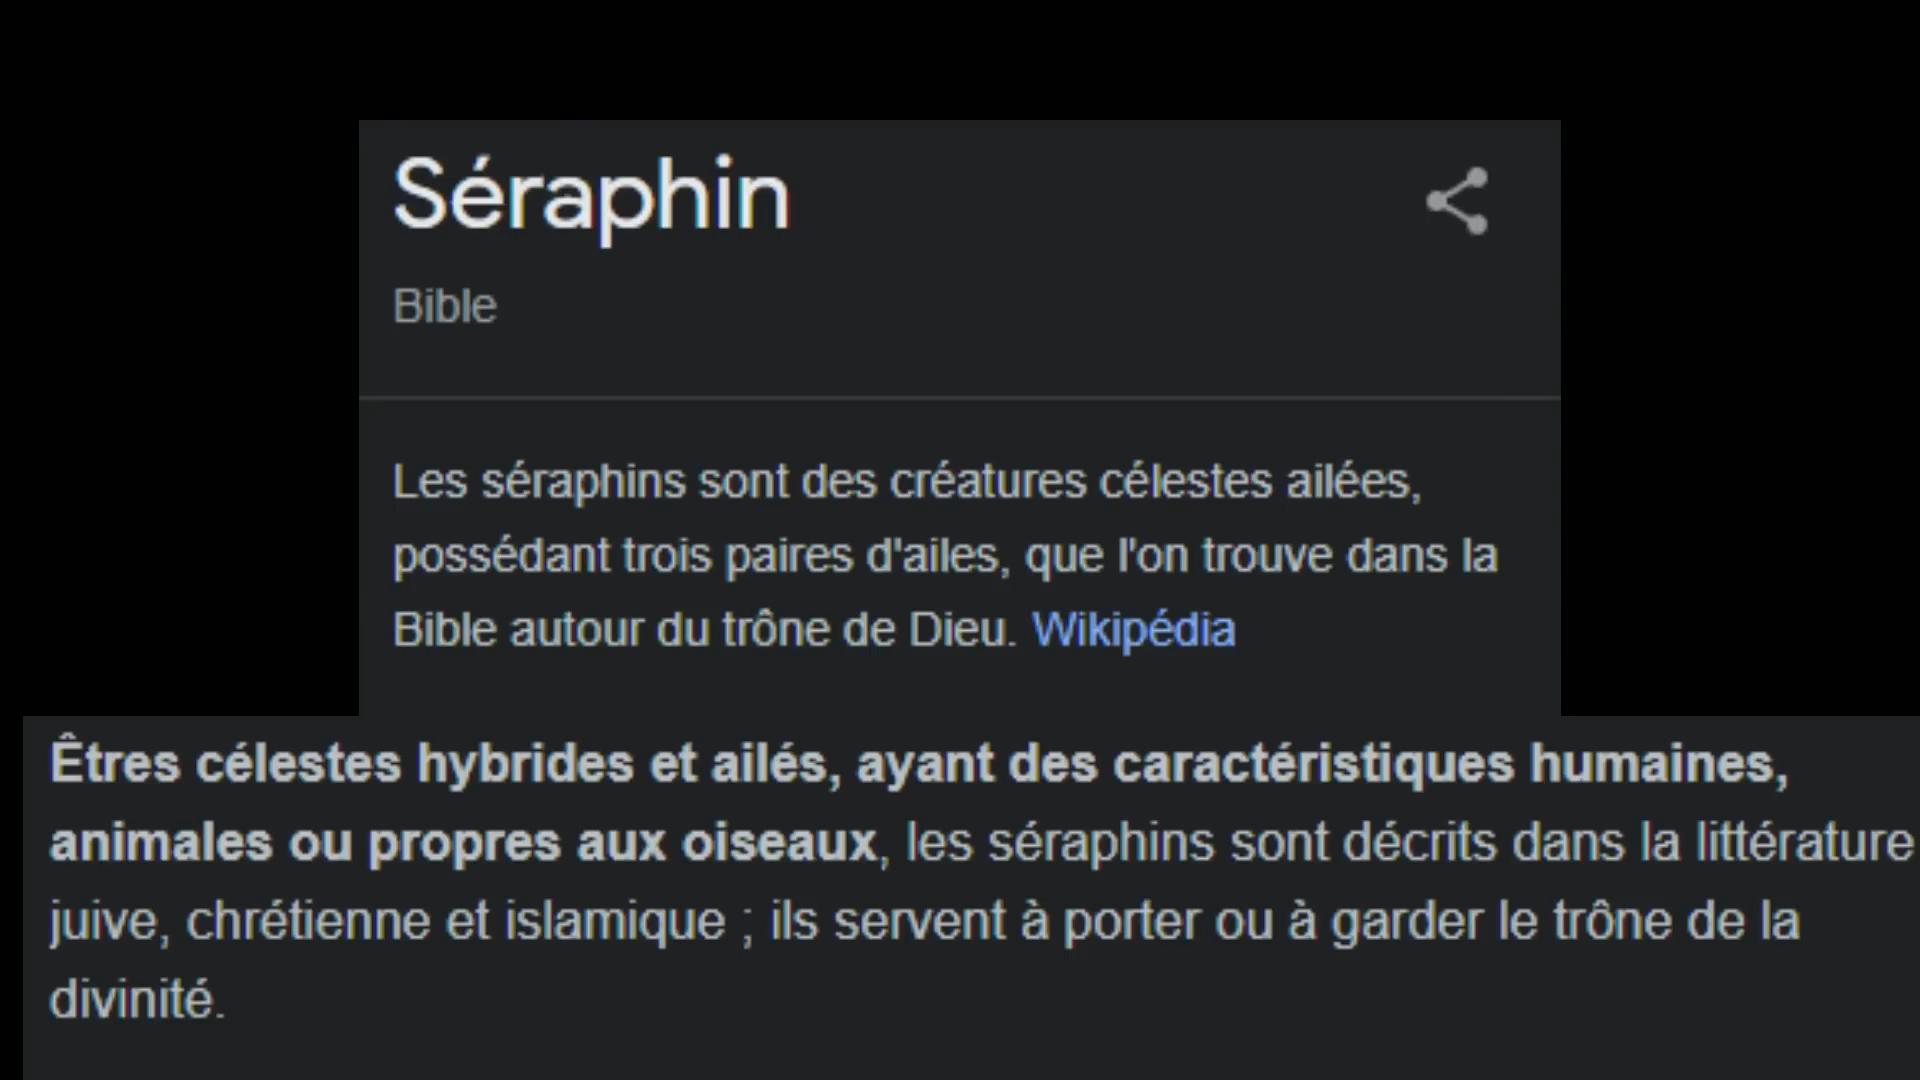 Séraphin
Bible
Les séraphins sont des créatures célestes ailées,
possédant trois paires d'ailes, que l'on trouve dans la
Bible autour du trône de Dieu. Wikipédia
Êtres célestes hybrides et ailés, ayant des caractéristiques humaines,
animales ou propres aux oiseaux, les séraphins sont décrits dans la littérature
juive, chrétienne et islamique ; ils servent à porter ou à garder le trône de la
divinité.